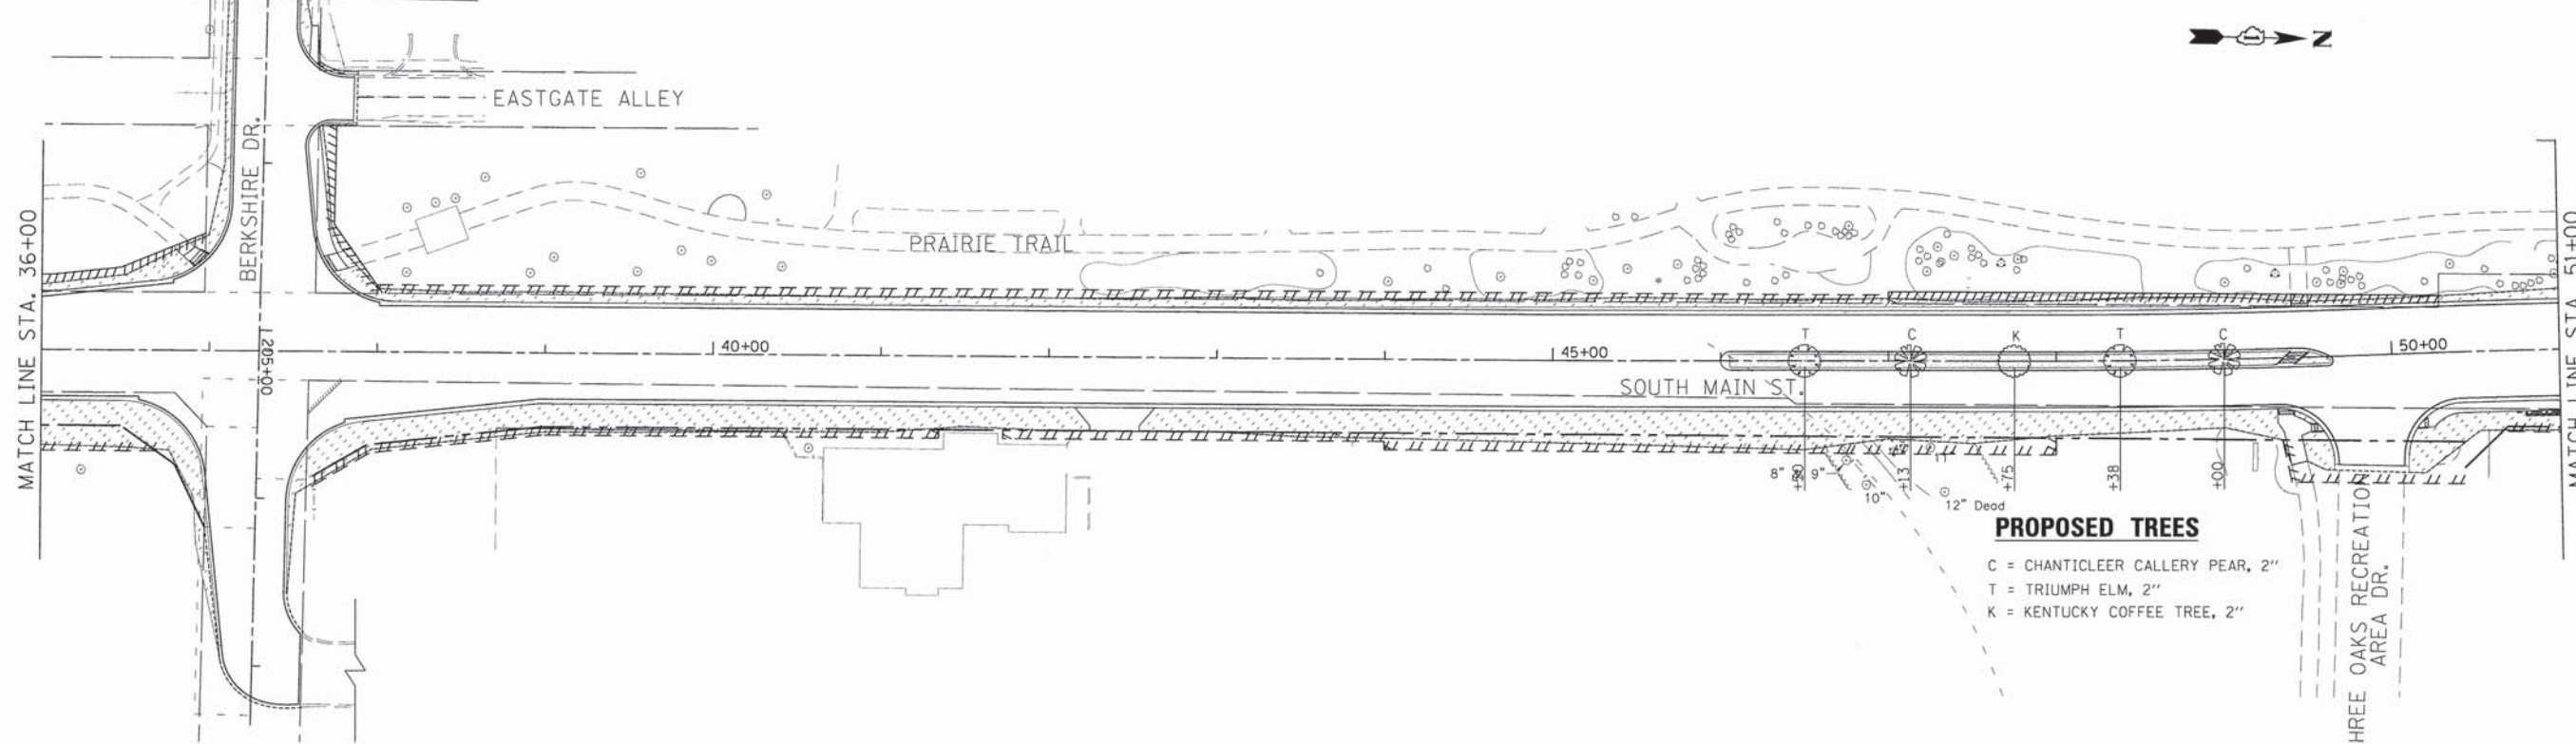 N
EASTGATE ALLEY
BERKSHIRE DR.
MATCH LINE STA. 36+00
PRAIRIE TRAIL
MATCH LINE STA. 51+00
205+00
40+00
45+00
50+00
T
C
K
T
C
SOUTH MAIN ST.
8"
9"
10"
11"
12" Dead
+13
+75
+38
+00
PROPOSED TREES
C = CHANTICLEER CALLERY PEAR, 2"
T = TRIUMPH ELM, 2"
K = KENTUCKY COFFEE TREE, 2"
HREE OAKS RECREATION
AREA DR.